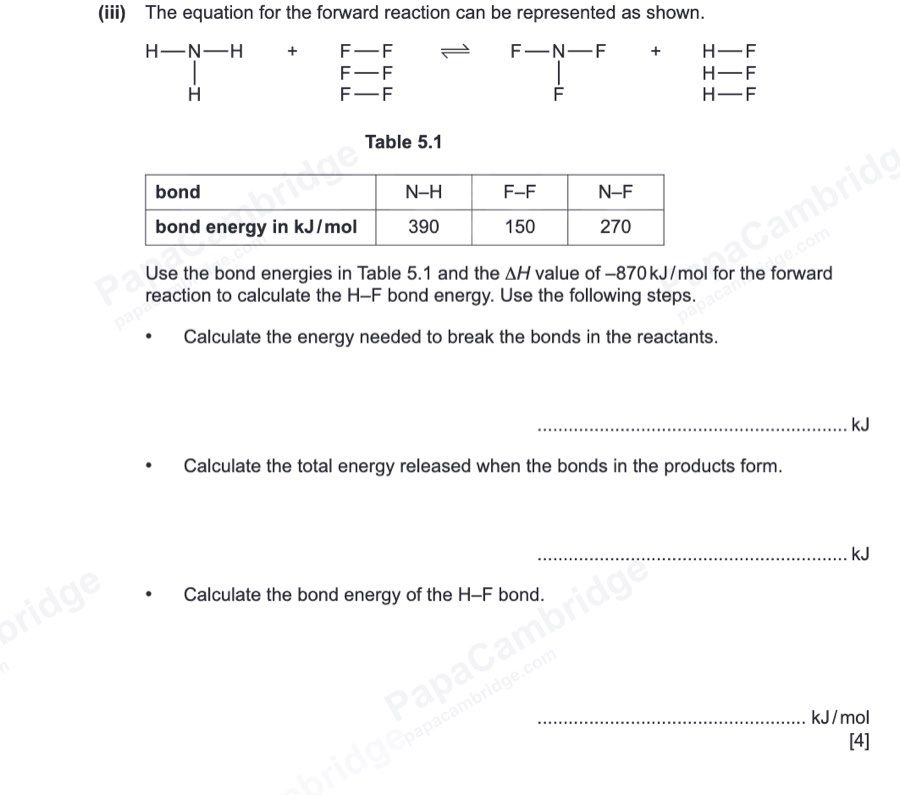 (iii) The equation for the forward reaction can be represented as shown.
H—N—H + F—F ⇌ F—N—F + H—F
F—F H—F
H F—F F H—F
Table 5.1
bond N–H F–F N–F
bond energy in kJ/mol 390 150 270
Use the bond energies in Table 5.1 and the ΔH value of –870 kJ/mol for the forward
reaction to calculate the H–F bond energy. Use the following steps.
• Calculate the energy needed to break the bonds in the reactants.
............................................................. kJ
• Calculate the total energy released when the bonds in the products form.
............................................................. kJ
• Calculate the bond energy of the H–F bond.
..................................................... kJ/mol
[4]
PapaCambridge
papacambridge.com
PapaCambridge
papacambridge.com
bridge
PapaCambridge
papacambridge.com
bridge